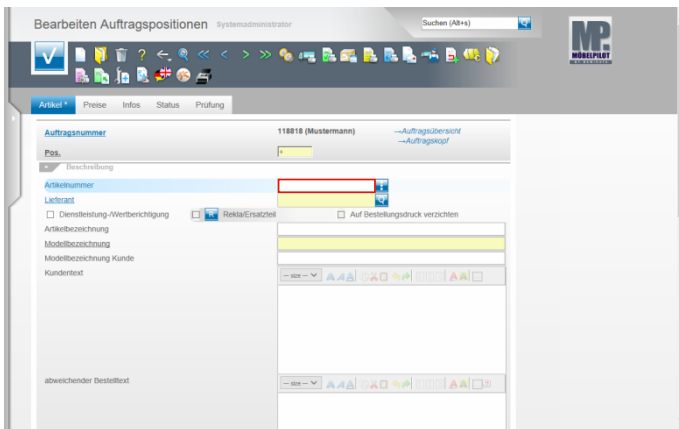 Bearbeiten Auftragspositionen Systemadministrator
Suchen (Alt+s)
MP
MÖBELPILOT
Artikel * Preise Infos Status Prüfung
Auftragsnummer 118818 (Mustermann) →Auftragsübersicht
→Auftragskopf
Pos.
Beschreibung
Artikelnummer
Lieferant
Dienstleistung-/Wertberichtigung R Rekla/Ersatzteil Auf Bestellungsdruck verzichten
Artikelbezeichnung
Modellbezeichnung
Modellbezeichnung Kunde
Kundentext
-- size --
abweichender Bestelltext
-- size --